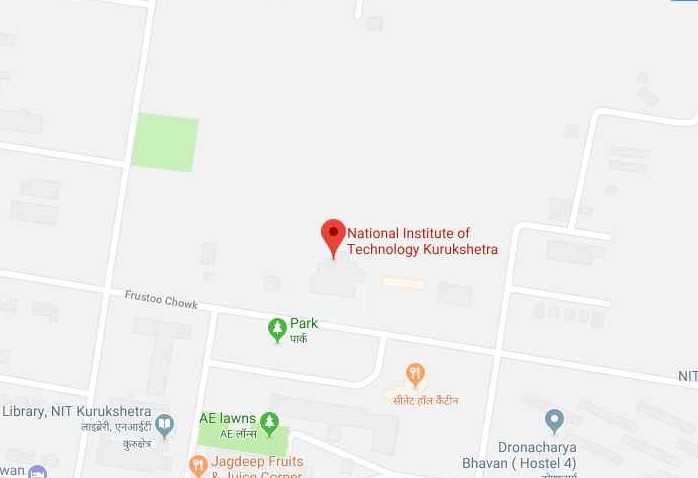 National Institute of
Technology Kurukshetra
Frustoo Chowk
Park
पार्क
NIT
सीनेट हॉल कैंटीन
Library, NIT Kurukshetra
लाइब्रेरी, एनआईटी
कुरुक्षेत्र
AE lawns
AE लॉन्स
Dronacharya
Bhavan ( Hostel 4)
Jagdeep Fruits
& Juice Corner
wan